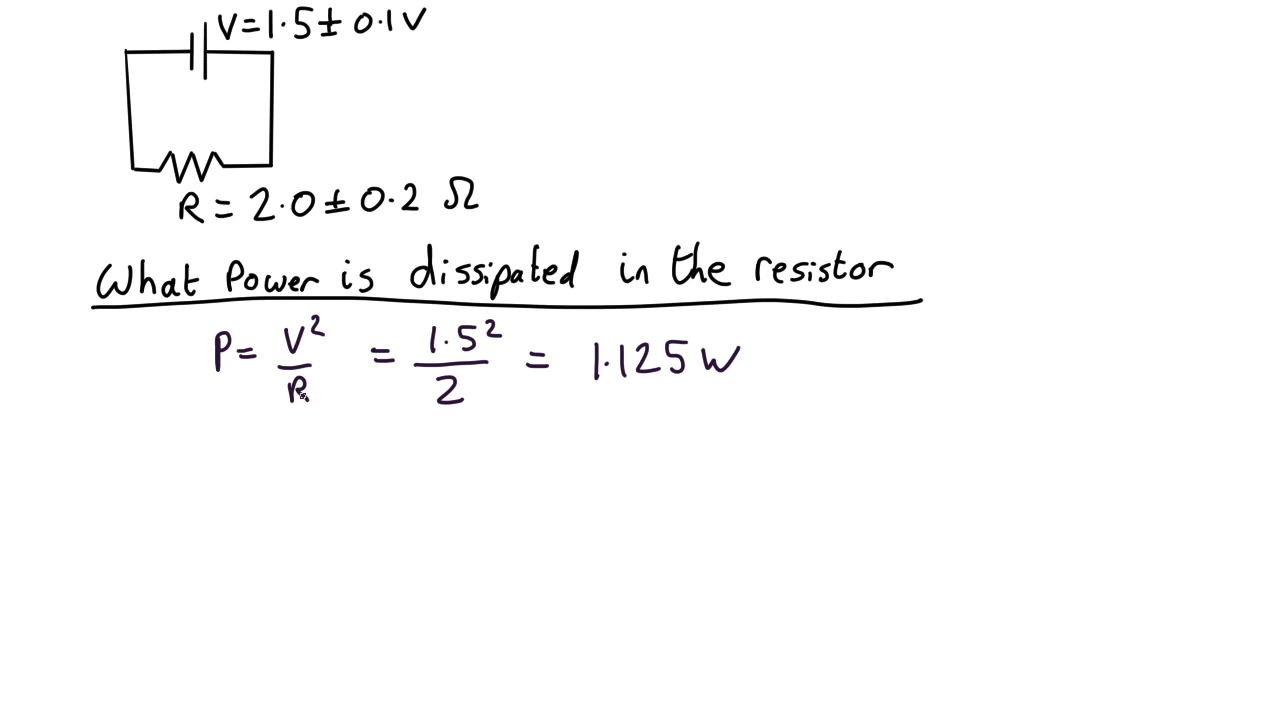 V=1.5±0.1V
R=2.0±0.2 Ω
What Power is dissipated in the resistor
P= V²/R = 1.5²/2 = 1.125 W